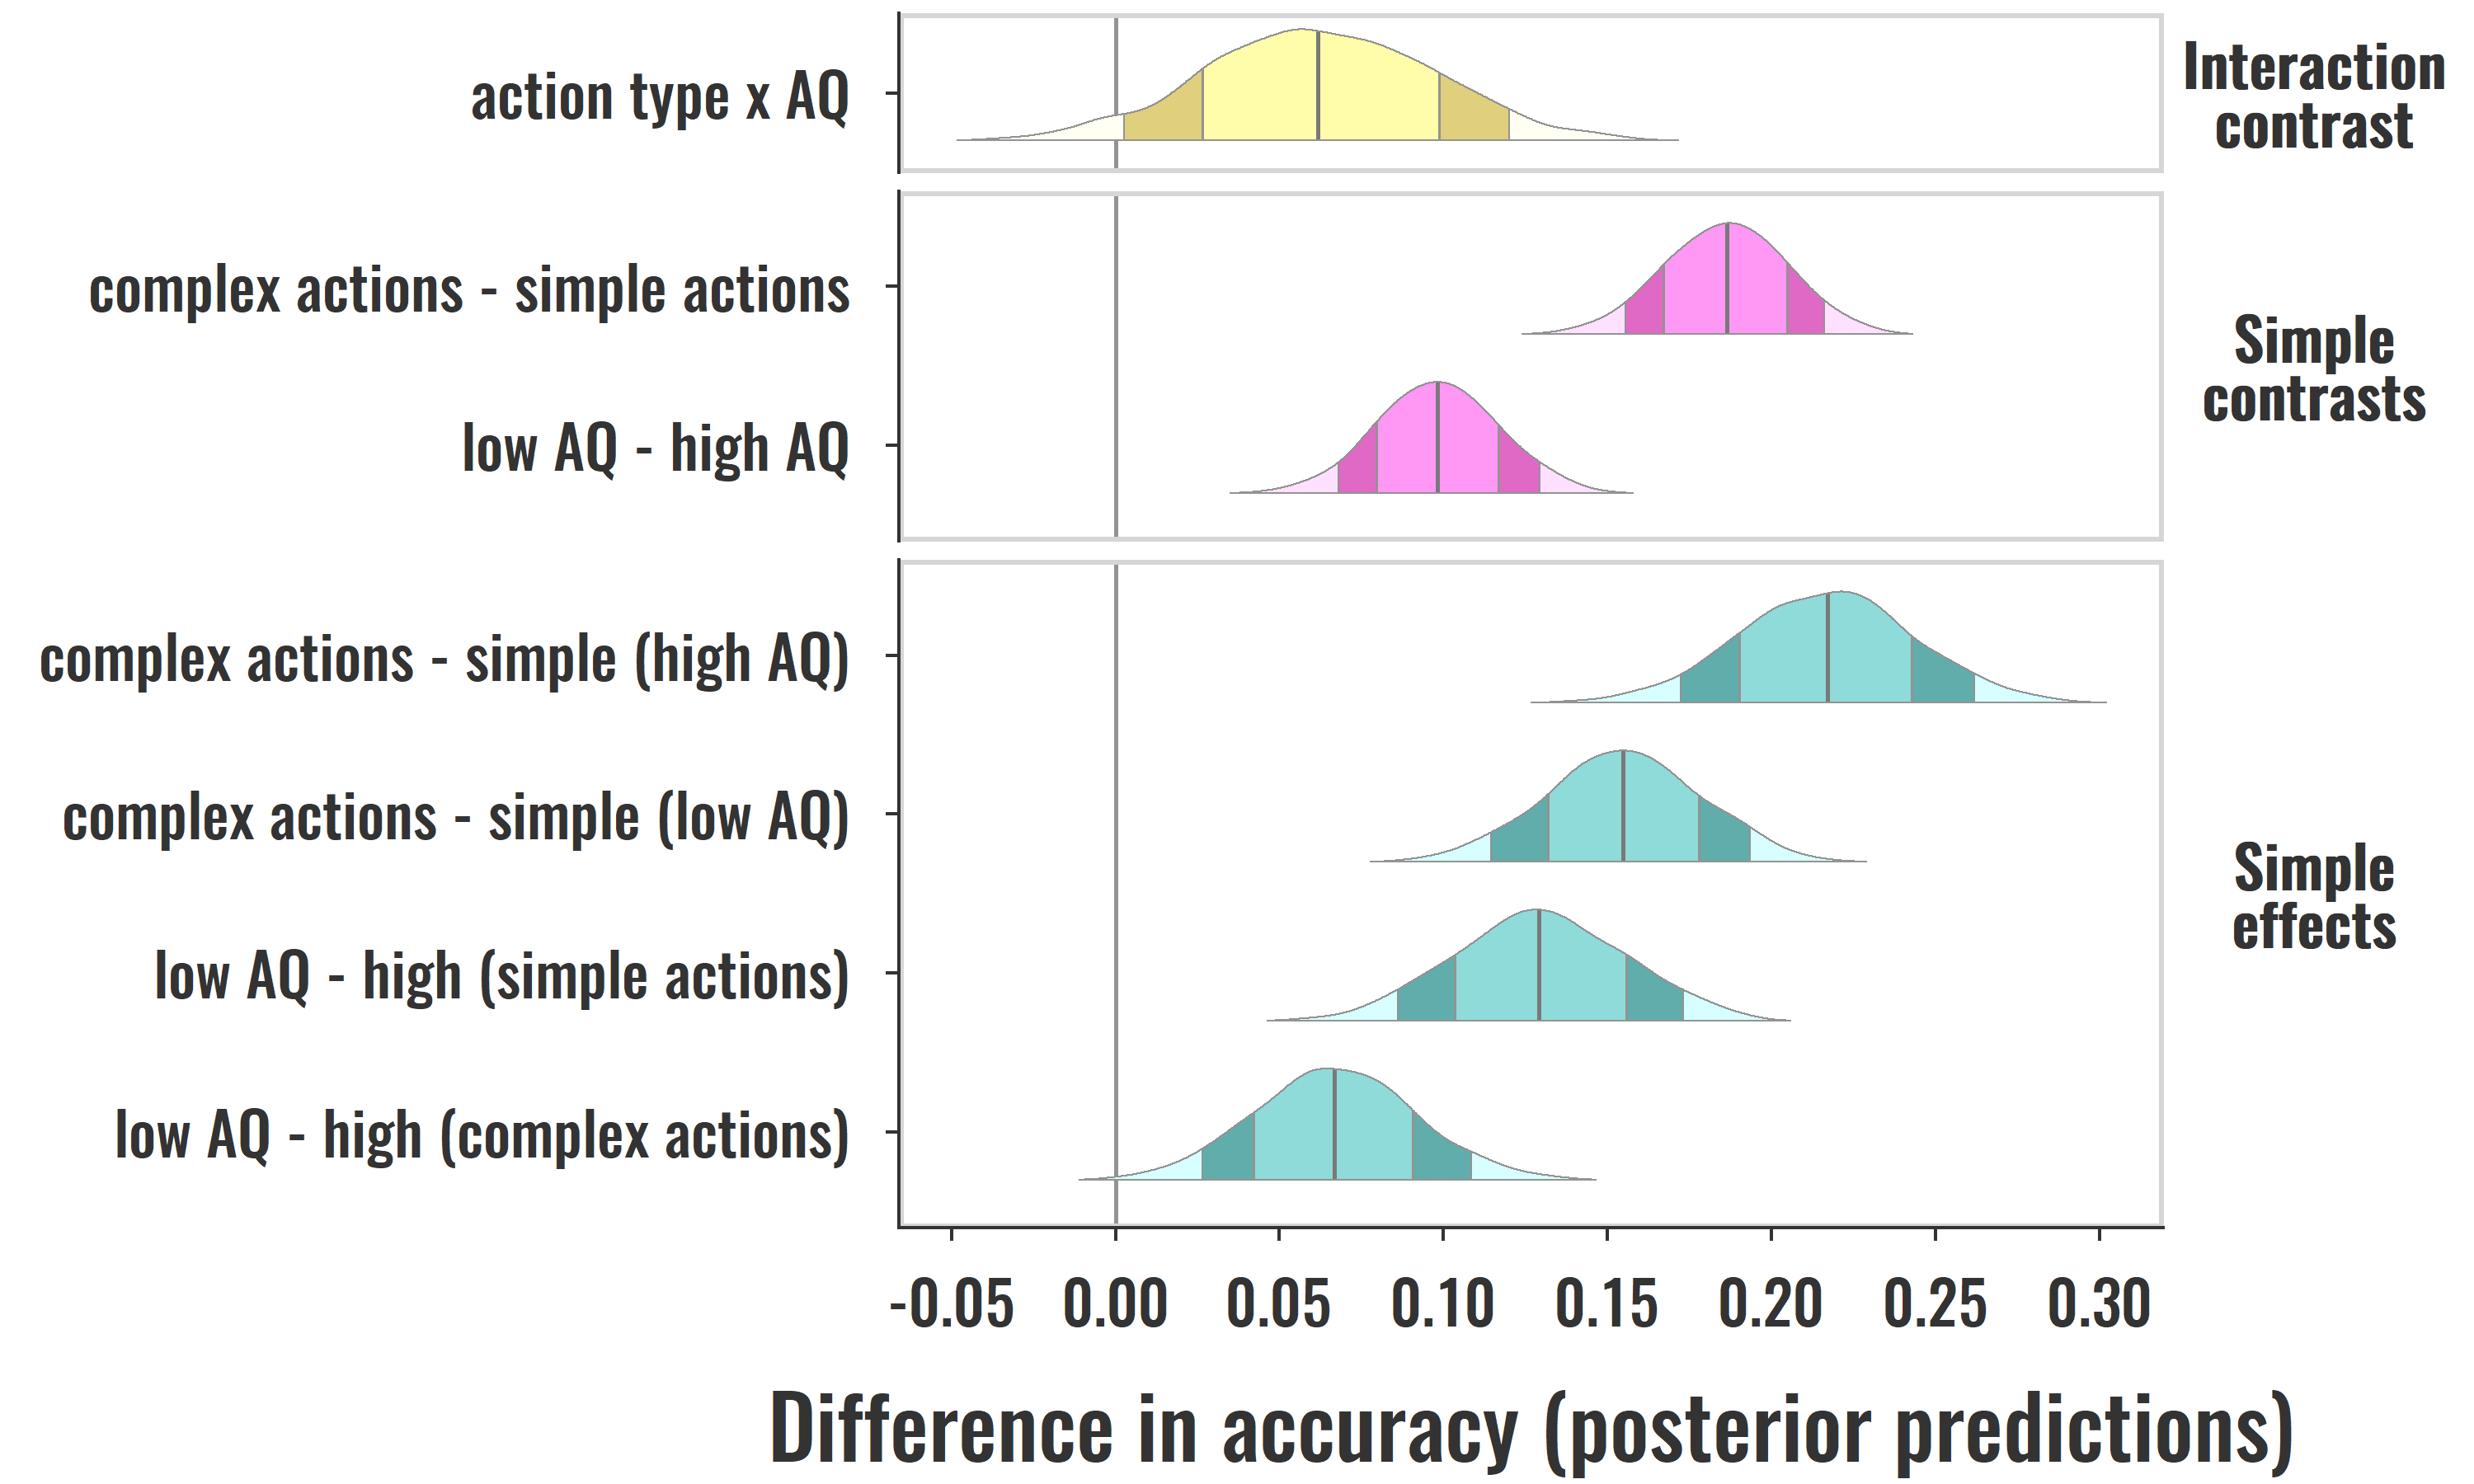 action type x AQ
Interaction
contrast
complex actions - simple actions
low AQ - high AQ
Simple
contrasts
complex actions - simple (high AQ)
complex actions - simple (low AQ)
low AQ - high (simple actions)
low AQ - high (complex actions)
Simple
effects
-0.05 0.00 0.05 0.10 0.15 0.20 0.25 0.30
Difference in accuracy (posterior predictions)